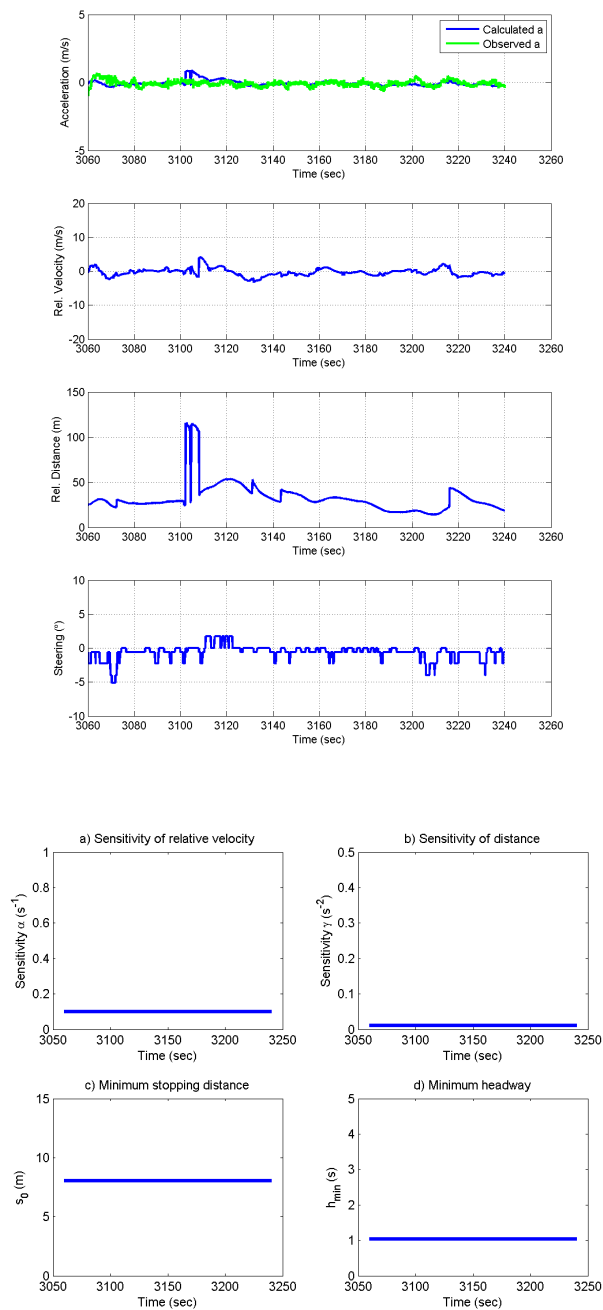 5
0
-5
Acceleration (m/s)
Calculated a
Observed a
3060 3080 3100 3120 3140 3160 3180 3200 3220 3240 3260
Time (sec)
20
10
0
-10
-20
Rel. Velocity (m/s)
3060 3080 3100 3120 3140 3160 3180 3200 3220 3240 3260
Time (sec)
150
100
50
0
Rel. Distance (m)
3060 3080 3100 3120 3140 3160 3180 3200 3220 3240 3260
Time (sec)
10
5
0
-5
-10
Steering (°)
3060 3080 3100 3120 3140 3160 3180 3200 3220 3240 3260
Time (sec)
a) Sensitivity of relative velocity
1
0.8
0.6
0.4
0.2
0
Sensitivity α (s⁻¹)
3050 3100 3150 3200 3250
Time (sec)
b) Sensitivity of distance
0.5
0.4
0.3
0.2
0.1
0
Sensitivity γ (s⁻²)
3050 3100 3150 3200 3250
Time (sec)
c) Minimum stopping distance
15
10
5
0
s₀ (m)
3050 3100 3150 3200 3250
Time (sec)
d) Minimum headway
5
4
3
2
1
0
h_min (s)
3050 3100 3150 3200 3250
Time (sec)